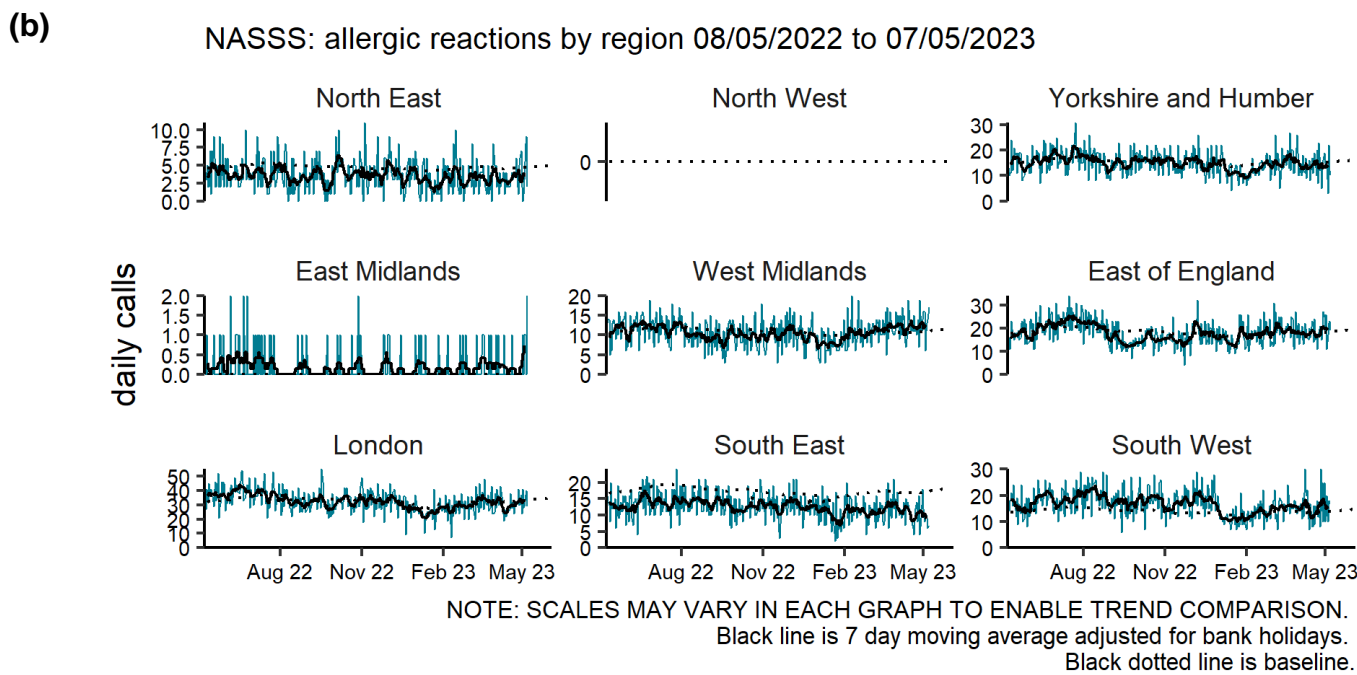 (b)
NASSS: allergic reactions by region 08/05/2022 to 07/05/2023
North East
North West
Yorkshire and Humber
10.0
7.5
5.0
2.5
0.0
0
30
20
10
0
East Midlands
West Midlands
East of England
2.0
1.5
1.0
0.5
0.0
20
15
10
5
0
30
20
10
0
daily calls
London
South East
South West
50
40
30
20
10
0
20
15
10
5
0
30
20
10
0
Aug 22 Nov 22 Feb 23 May 23
Aug 22 Nov 22 Feb 23 May 23
Aug 22 Nov 22 Feb 23 May 23
NOTE: SCALES MAY VARY IN EACH GRAPH TO ENABLE TREND COMPARISON.
Black line is 7 day moving average adjusted for bank holidays.
Black dotted line is baseline.